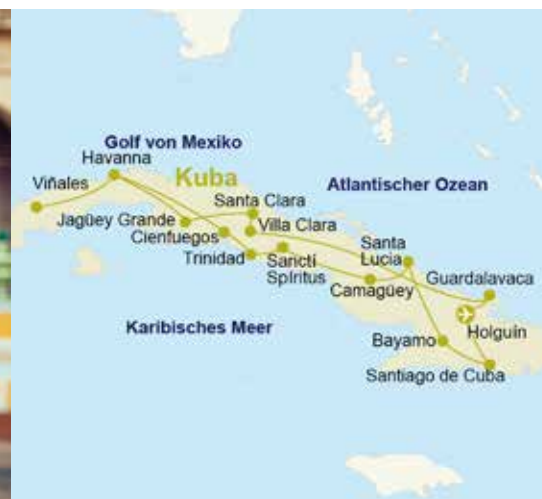 Golf von Mexiko
Havanna
Kuba
Viñales
Santa Clara
Atlantischer Ozean
Jagüey Grande
Villa Clara
Cienfuegos
Santa
Lucia
Trinidad
Sancti
Spíritus
Guardalavaca
Camagüey
Karibisches Meer
Holguin
Bayamo
Santiago de Cuba